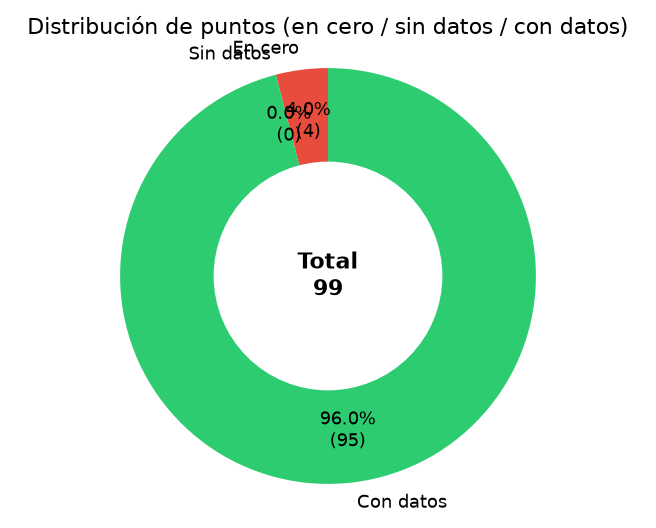 Distribución de puntos (en cero / sin datos / con datos)
En cero
Sin datos
4.0%
(4)
0.0%
(0)
Total
99
96.0%
(95)
Con datos